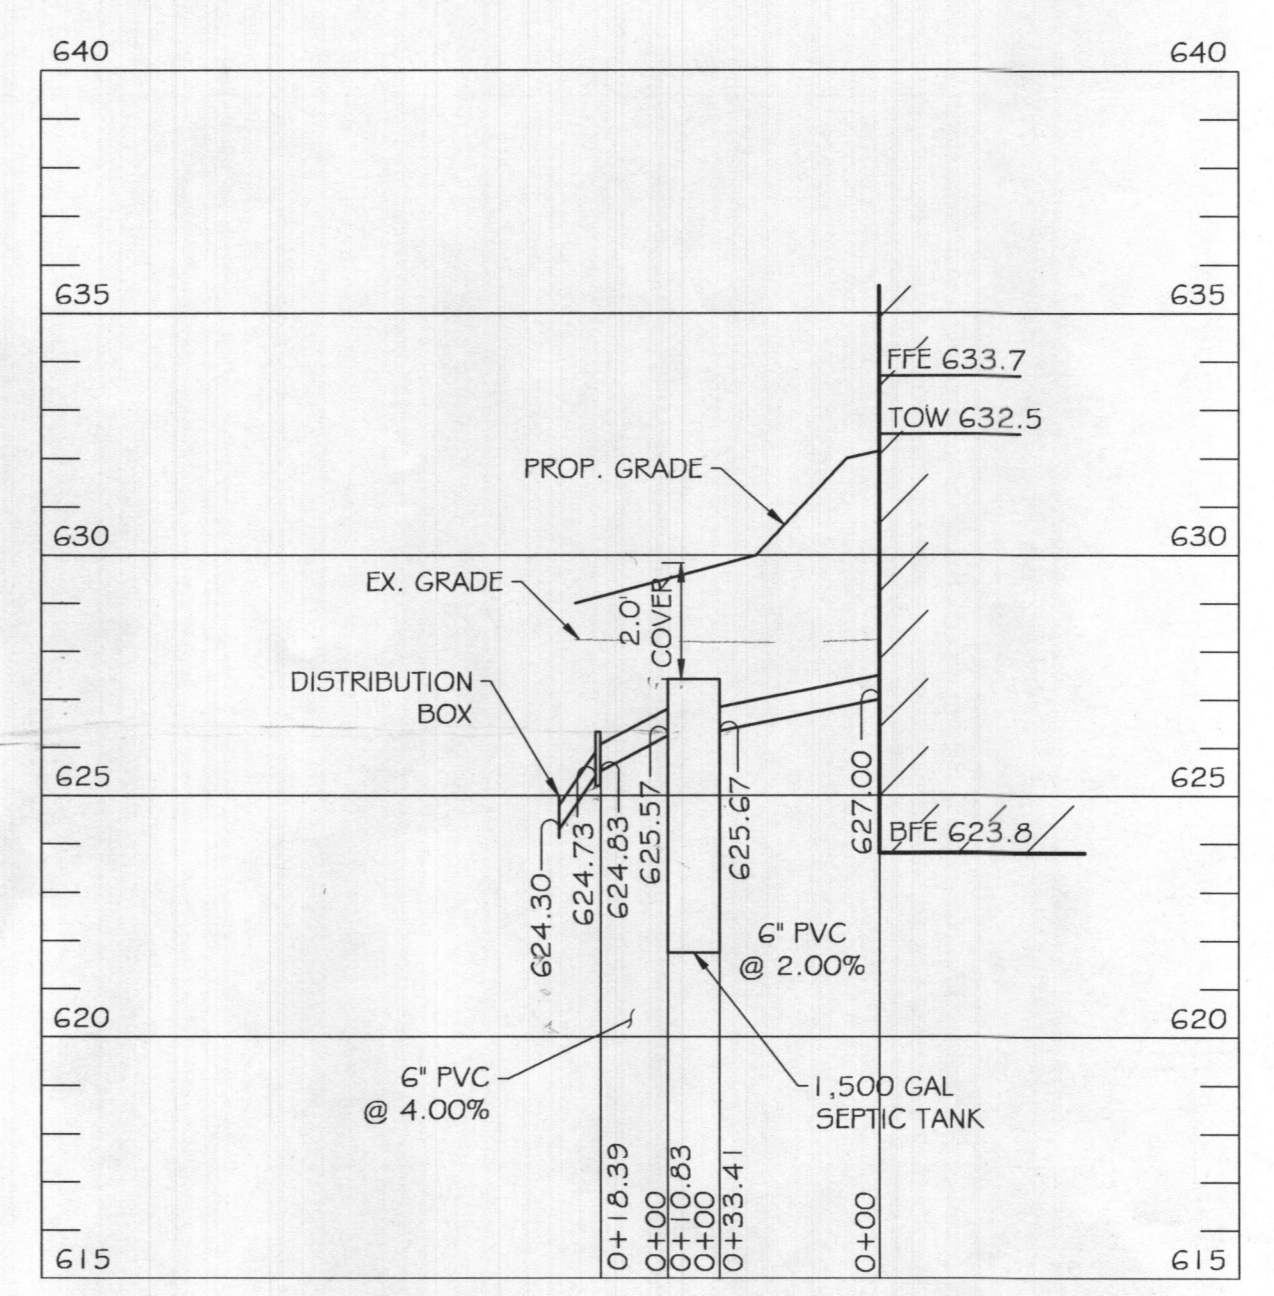 640
640
635
635
FFE 633.7
TOW 632.5
PROP. GRADE
630
630
EX. GRADE
2.0'
COVER
DISTRIBUTION
BOX
625
625
624.30
624.73
624.83
625.57
625.67
627.00
BFE 623.8
6" PVC
@ 2.00%
620
620
6" PVC
@ 4.00%
1,500 GAL
SEPTIC TANK
0+18.39
0+00
0+10.83
0+00
0+33.41
0+00
615
615